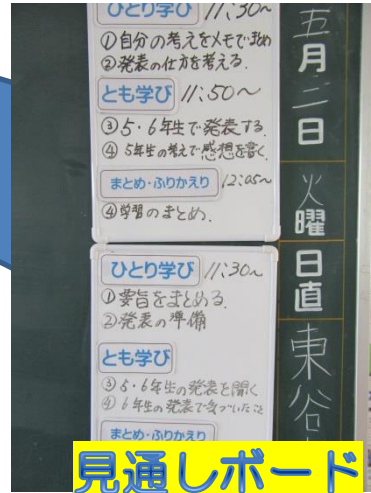 ひとり学び 11:30~
①自分の考えをメモでまとめ
②発表の仕方を考える.
とも学び 11:50~
③5・6年生で発表する
④ 5年生の考えで感想を書く.
まとめ・ふりかえり 12:05~
④学習のまとめ.
ひとり学び 11:30~
①要旨をまとめる.
②発表の準備
とも学び
③5・6年生の発表を聞く
④6年生の発表で気づいたこと
まとめ・ふりかえり
五月二日 火曜
日直 東谷
見通しボード